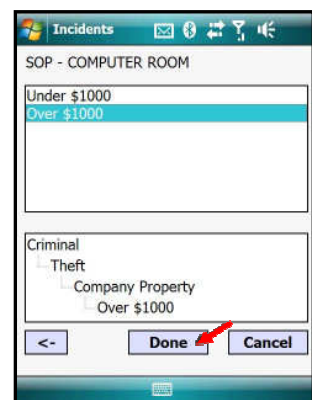 Incidents
SOP - COMPUTER ROOM
Under $1000
Over $1000
Criminal
Theft
Company Property
Over $1000
<-
Done
Cancel